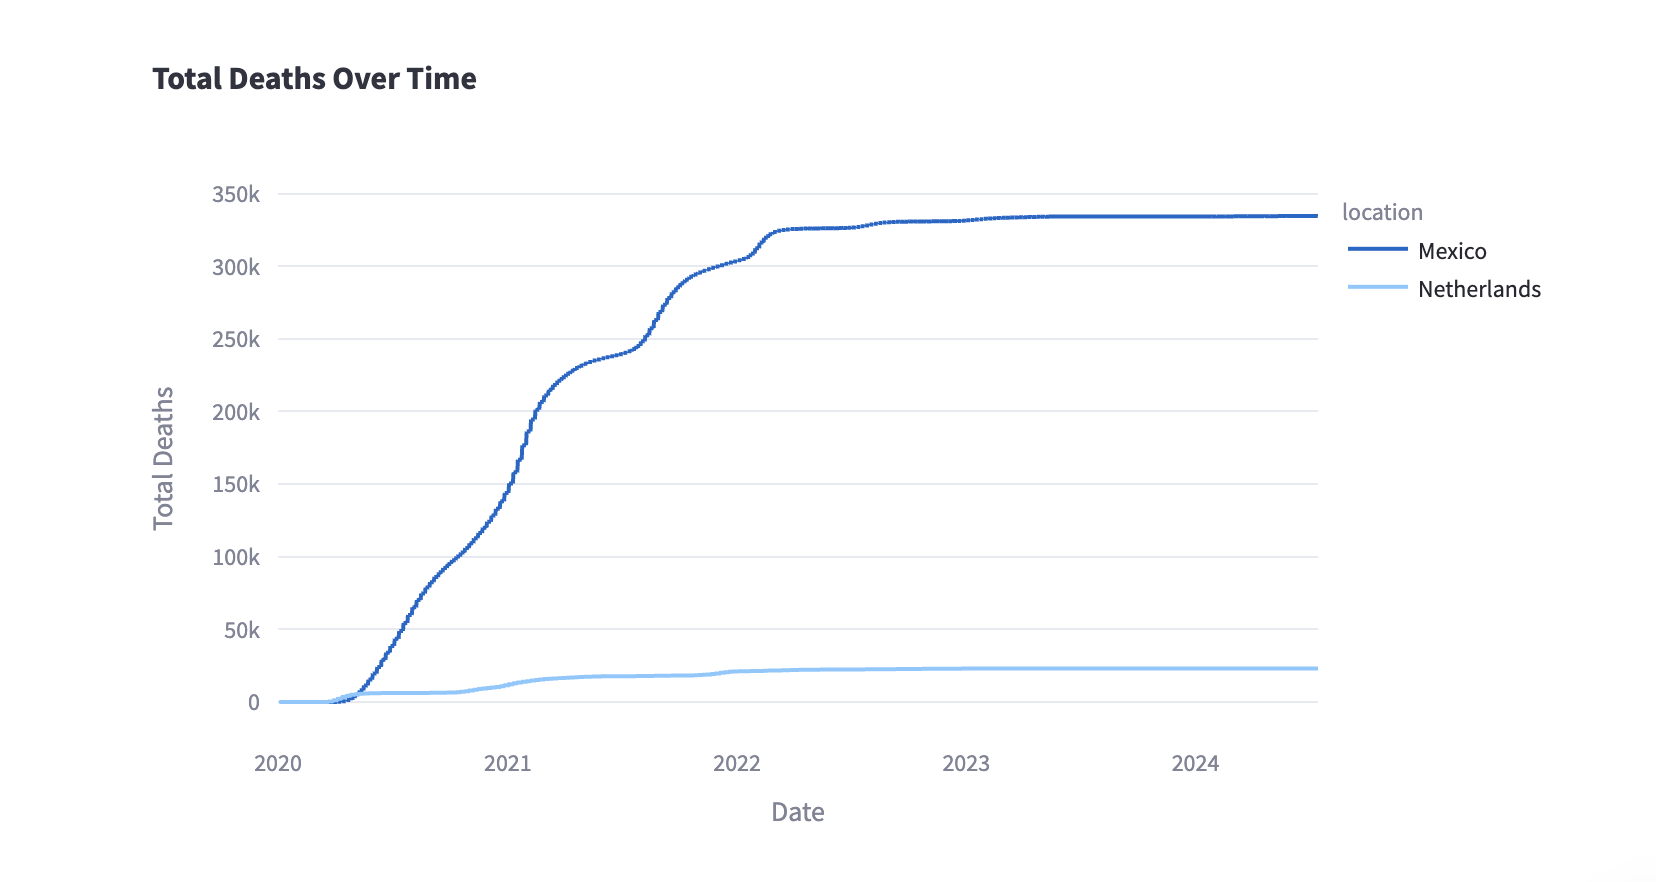 Total Deaths Over Time
350k
300k
250k
200k
150k
100k
50k
0
Total Deaths
2020 2021 2022 2023 2024
Date
location
Mexico
Netherlands